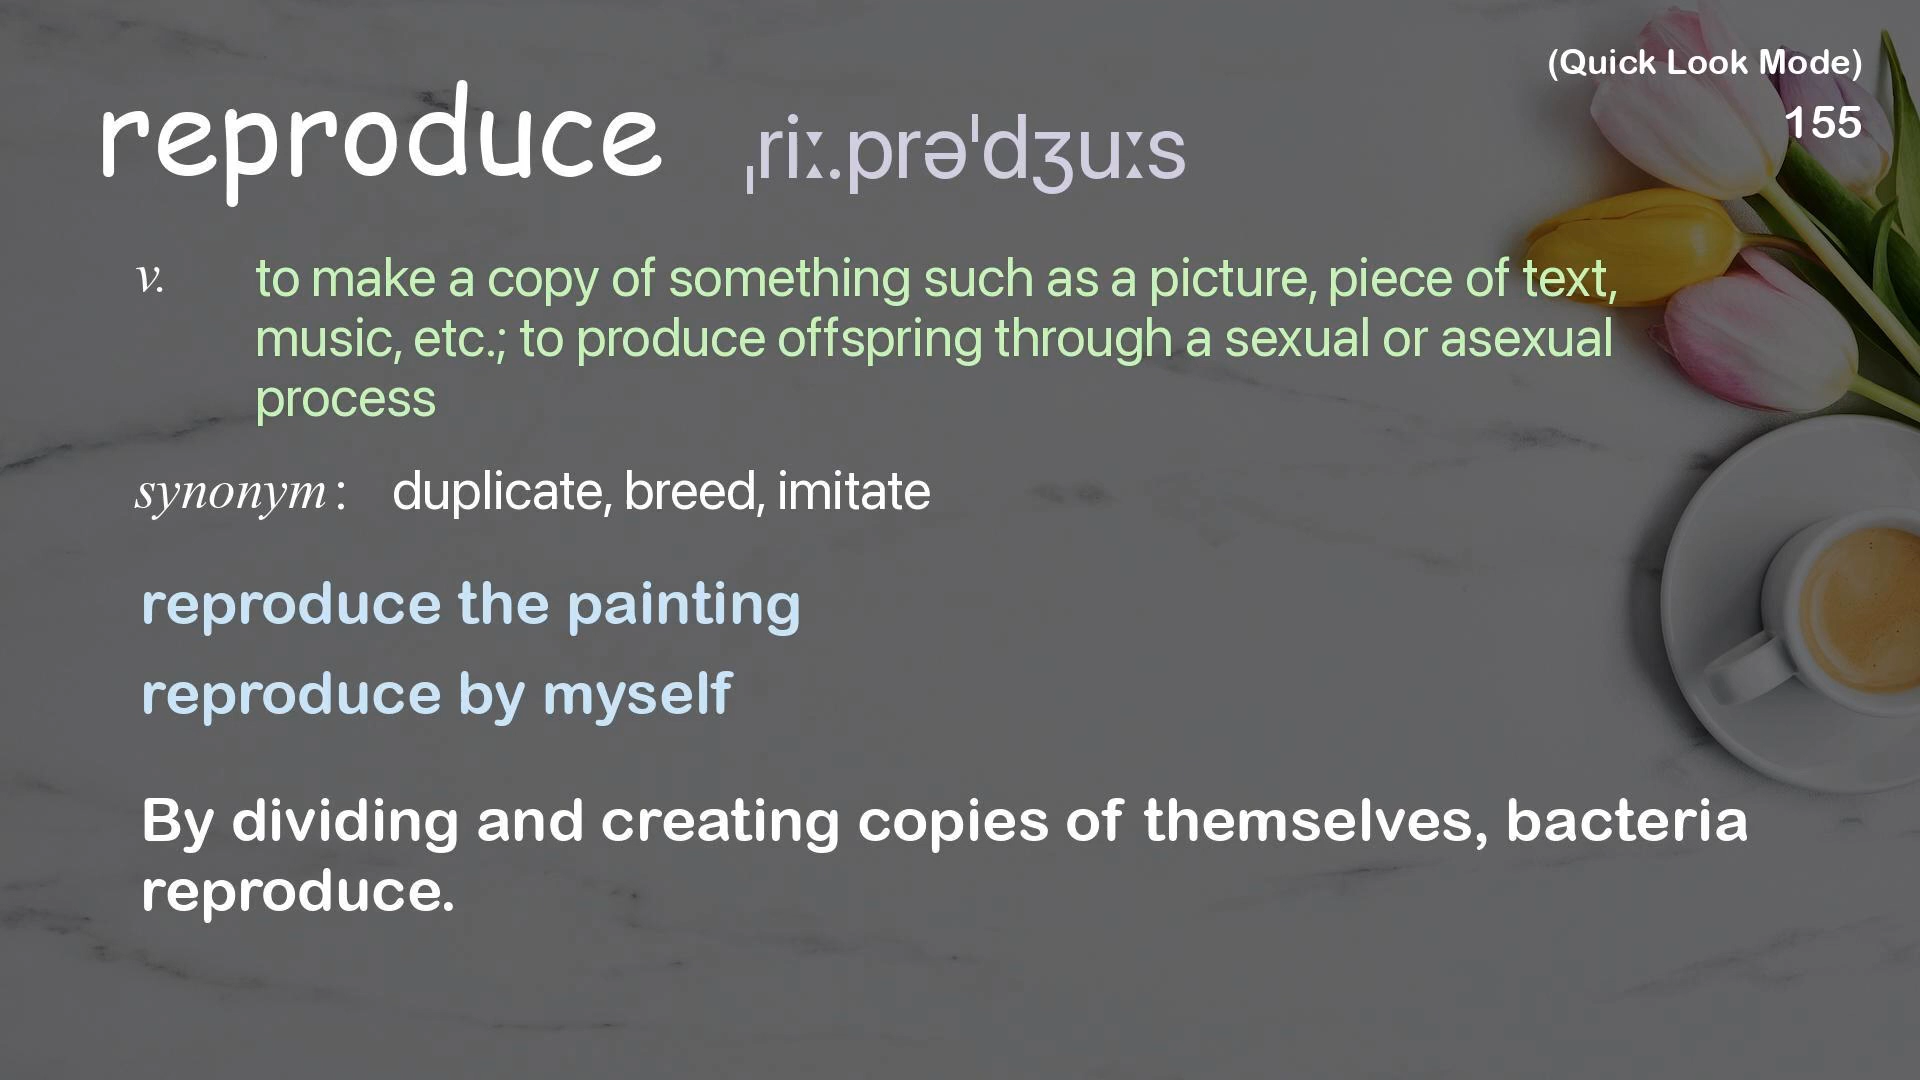 (Quick Look Mode)
155
reproduce ˌriː.prəˈdʒuːs
v. to make a copy of something such as a picture, piece of text,
music, etc.; to produce offspring through a sexual or asexual
process
synonym: duplicate, breed, imitate
reproduce the painting
reproduce by myself
By dividing and creating copies of themselves, bacteria
reproduce.